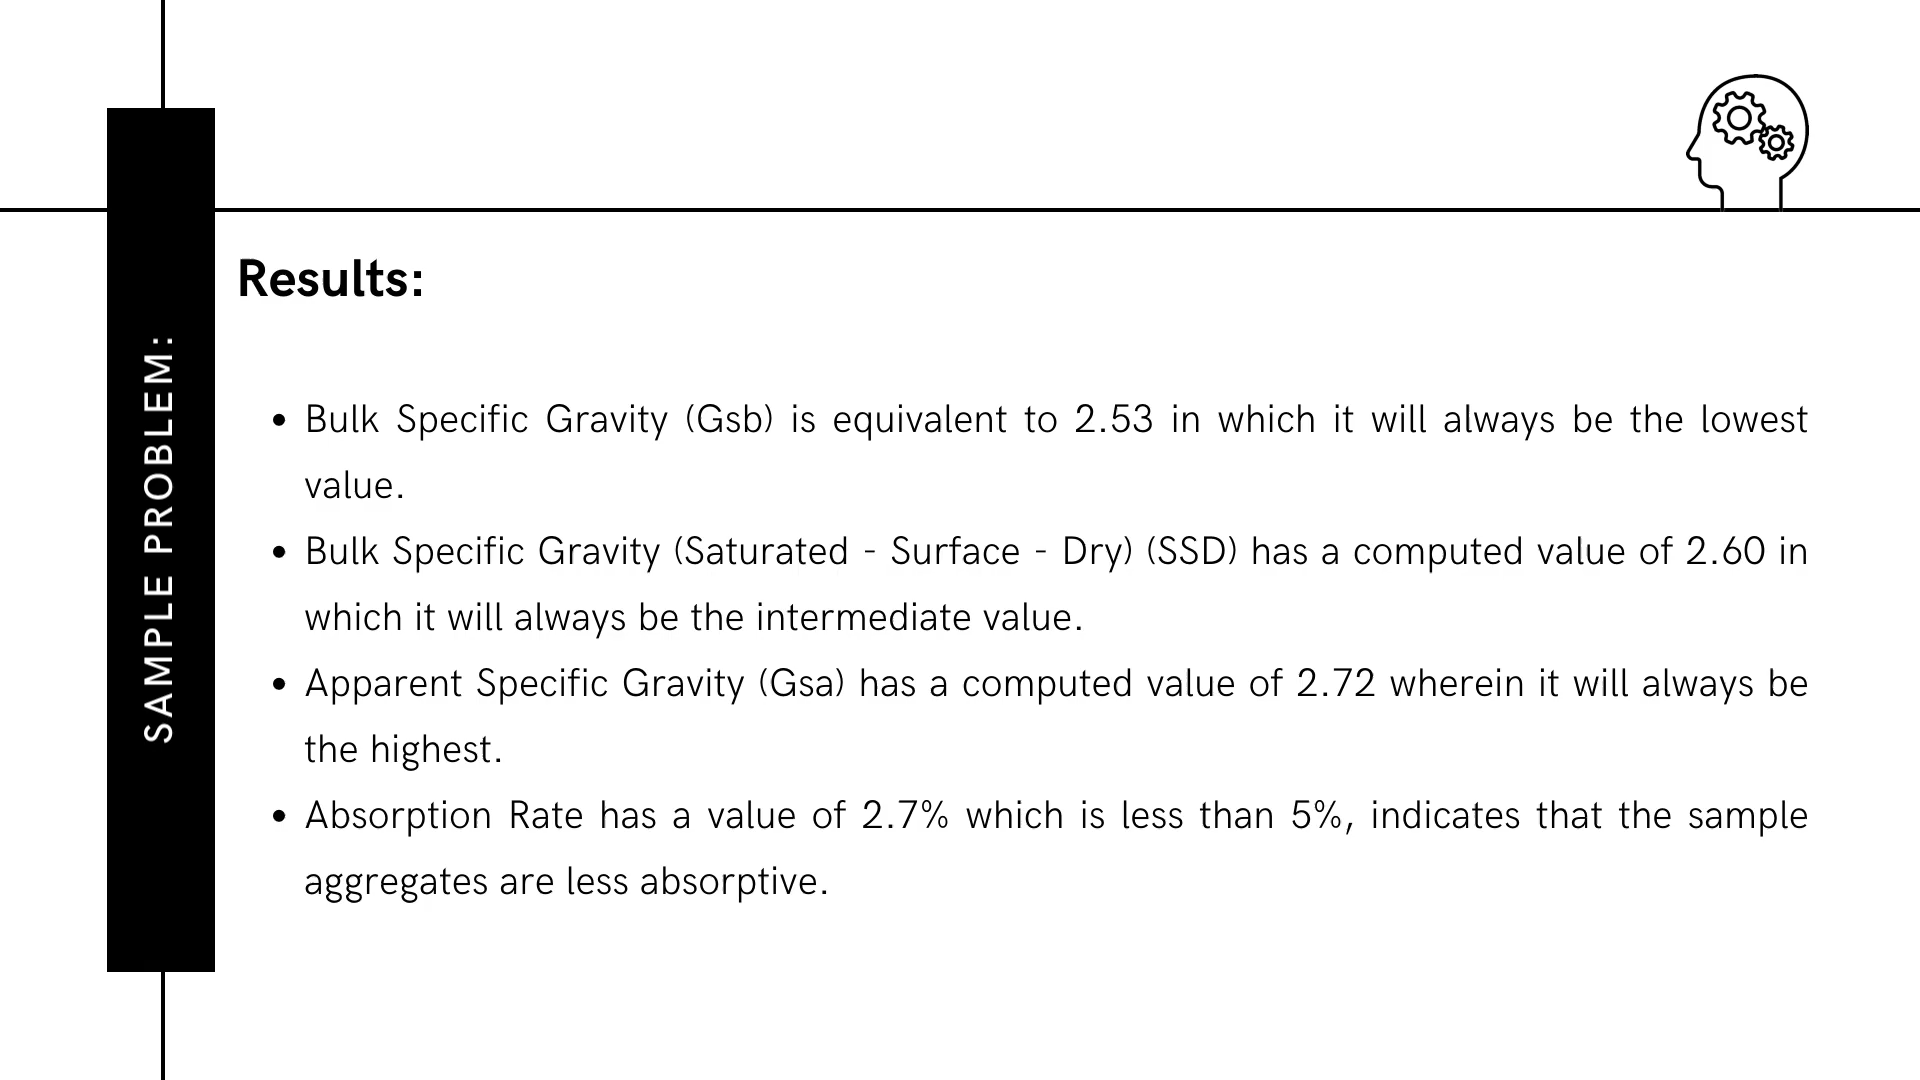 SAMPLE PROBLEM:
Results:
• Bulk Specific Gravity (Gsb) is equivalent to 2.53 in which it will always be the lowest
value.
• Bulk Specific Gravity (Saturated - Surface - Dry) (SSD) has a computed value of 2.60 in
which it will always be the intermediate value.
• Apparent Specific Gravity (Gsa) has a computed value of 2.72 wherein it will always be
the highest.
• Absorption Rate has a value of 2.7% which is less than 5%, indicates that the sample
aggregates are less absorptive.